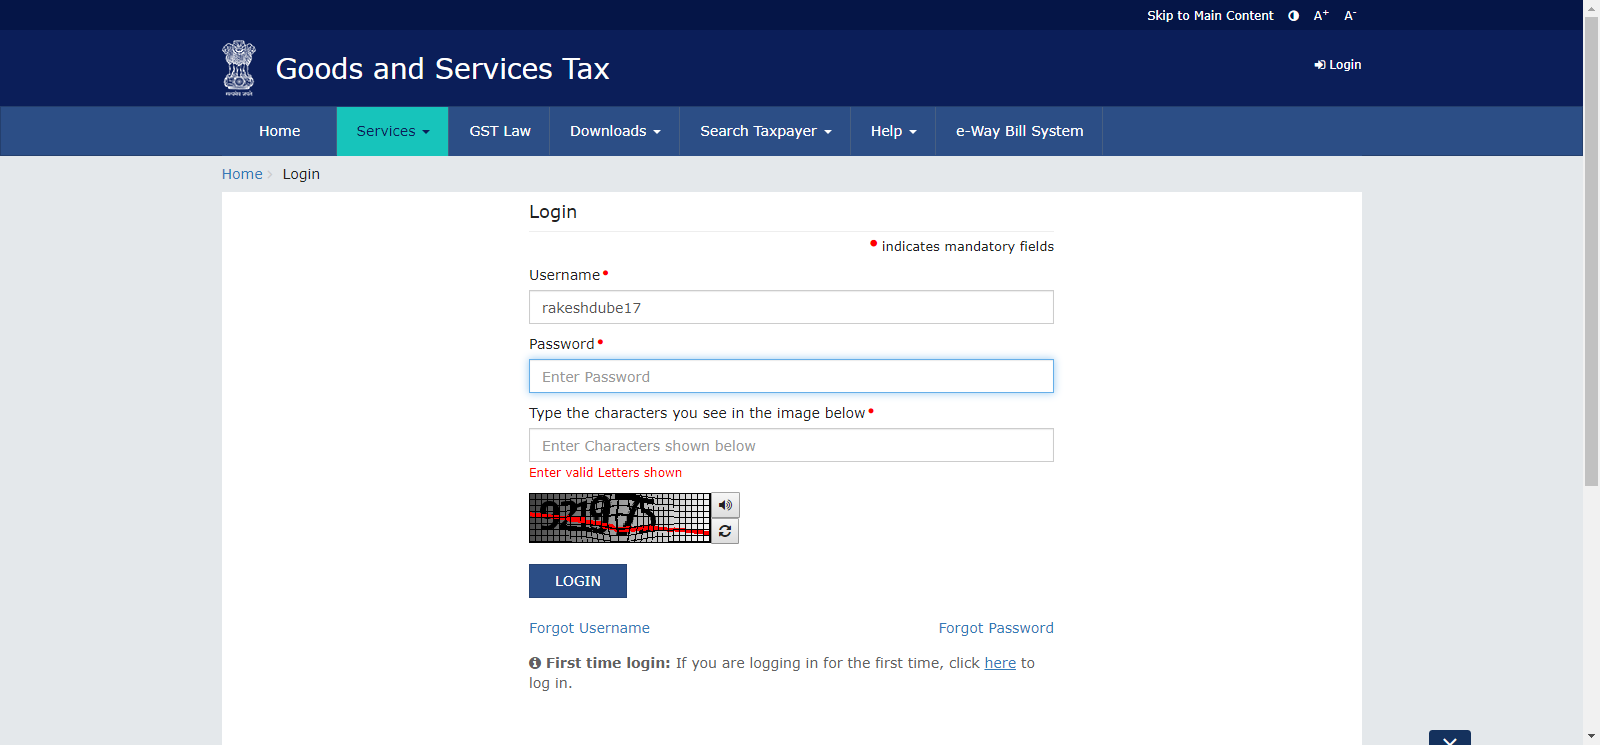 Skip to Main Content A+ A-
Goods and Services Tax
Login
Home Services GST Law Downloads Search Taxpayer Help e-Way Bill System
Home Login
Login
indicates mandatory fields
Username
rakeshdube17
Password
Enter Password
Type the characters you see in the image below
Enter Characters shown below
Enter valid Letters shown
LOGIN
Forgot Username Forgot Password
First time login: If you are logging in for the first time, click here to
log in.